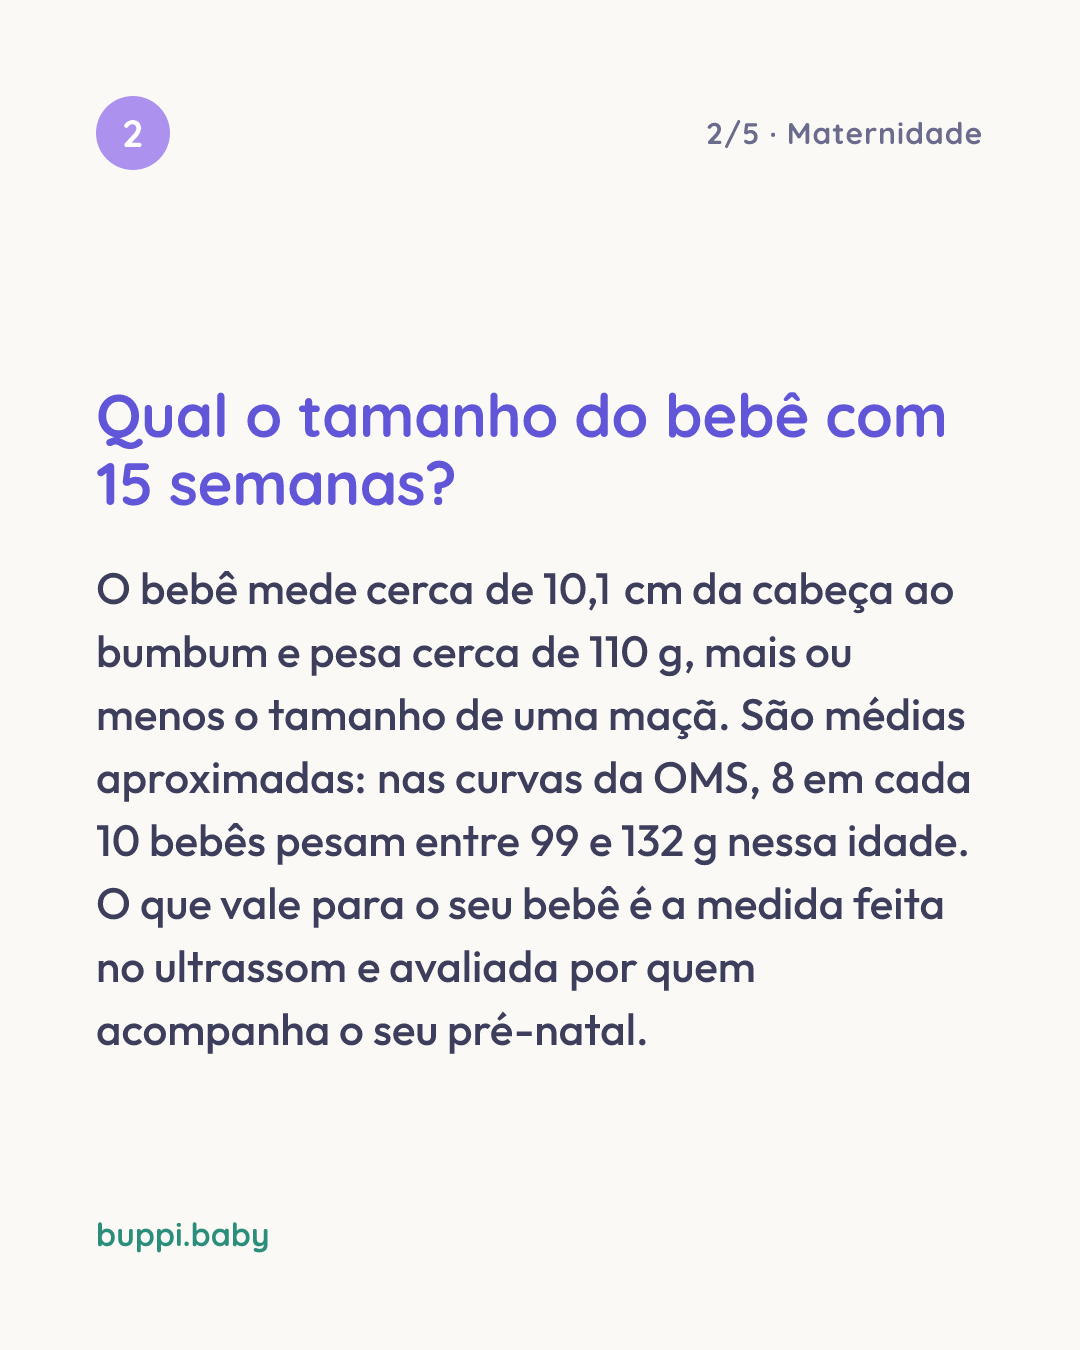 2
2/5 · Maternidade
Qual o tamanho do bebê com
15 semanas?
O bebê mede cerca de 10,1 cm da cabeça ao
bumbum e pesa cerca de 110 g, mais ou
menos o tamanho de uma maçã. São médias
aproximadas: nas curvas da OMS, 8 em cada
10 bebês pesam entre 99 e 132 g nessa idade.
O que vale para o seu bebê é a medida feita
no ultrassom e avaliada por quem
acompanha o seu pré-natal.
buppi.baby